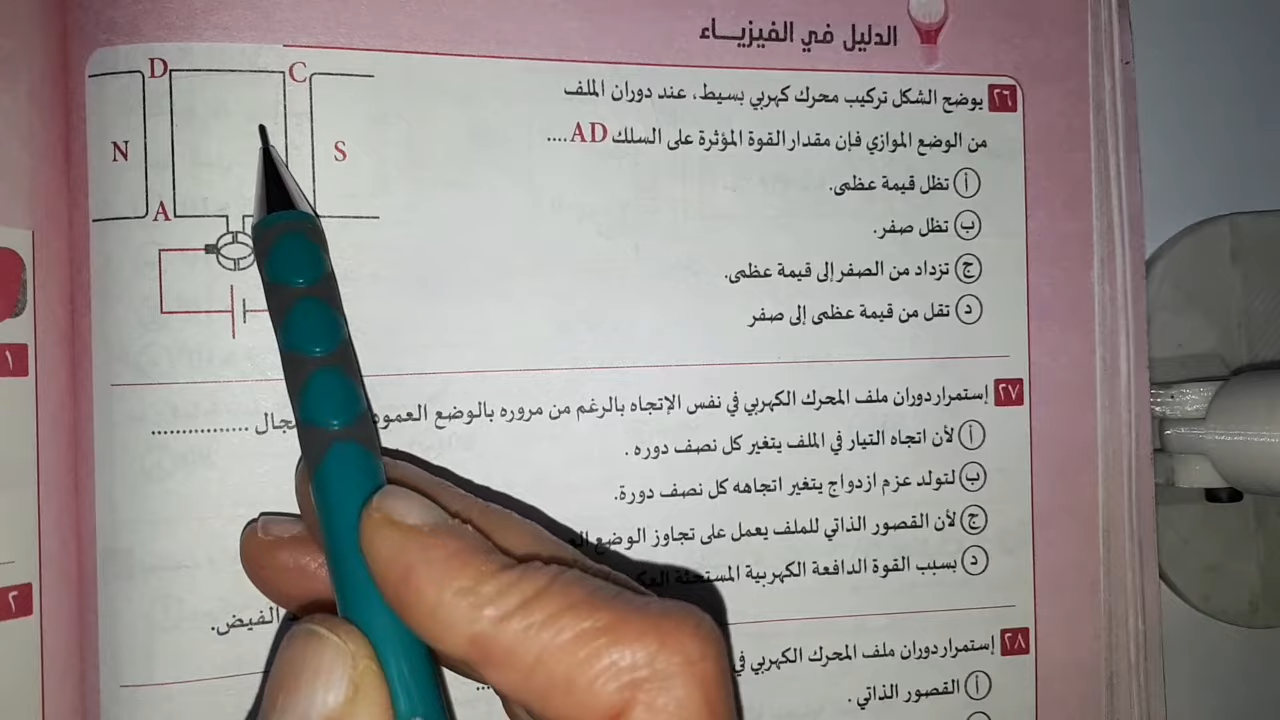 الدليل في الفيزيـــاء
٢٦ يوضح الشكل تركيب محرك كهربي بسيط، عند دوران الملف
من الوضع الموازي فإن مقدار القوة المؤثرة على السلك AD ....
أ تظل قيمة عظمى.
ب تظل صفر.
ج تزداد من الصفر إلى قيمة عظمى.
د تقل من قيمة عظمى إلى صفر
D C
N S
A
٢٧ إستمرار دوران ملف المحرك الكهربي في نفس الإتجاه بالرغم من مروره بالوضع ...............
أ لأن اتجاه التيار في الملف يتغير كل نصف دوره .
ب لتولد عزم ازدواج يتغير اتجاهه كل نصف دورة.
ج لأن القصور الذاتي للملف يعمل على تجاوز الوضع
د بسبب القوة الدافعة الكهربية المستحثة
الفيض.
٢٨ إستمرار دوران ملف المحرك الكهربي في
أ القصور الذاتي .
١
٢